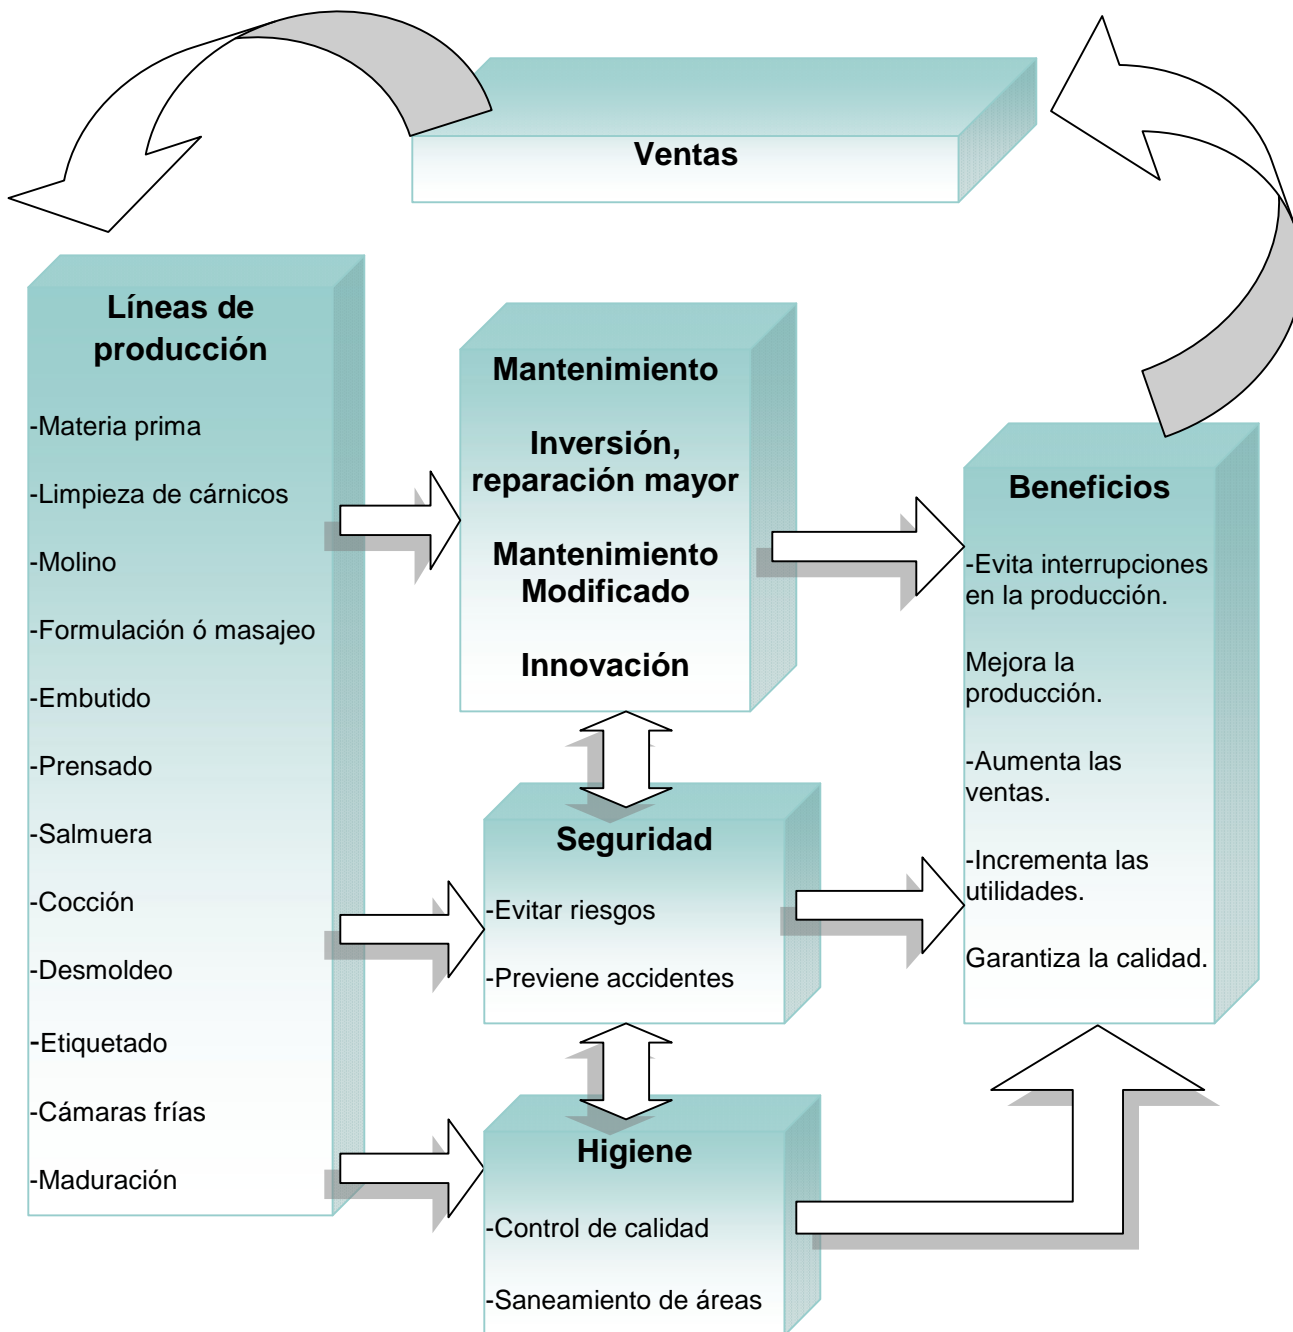 Ventas
Líneas de
producción
-Materia prima
-Limpieza de cárnicos
-Molino
-Formulación ó masajeo
-Embutido
-Prensado
-Salmuera
-Cocción
-Desmoldeo
-Etiquetado
-Cámaras frías
-Maduración
Mantenimiento
Inversión,
reparación mayor
Mantenimiento
Modificado
Innovación
Seguridad
-Evitar riesgos
-Previene accidentes
Higiene
-Control de calidad
-Saneamiento de áreas
Beneficios
-Evita interrupciones
en la producción.
Mejora la
producción.
-Aumenta las
ventas.
-Incrementa las
utilidades.
Garantiza la calidad.